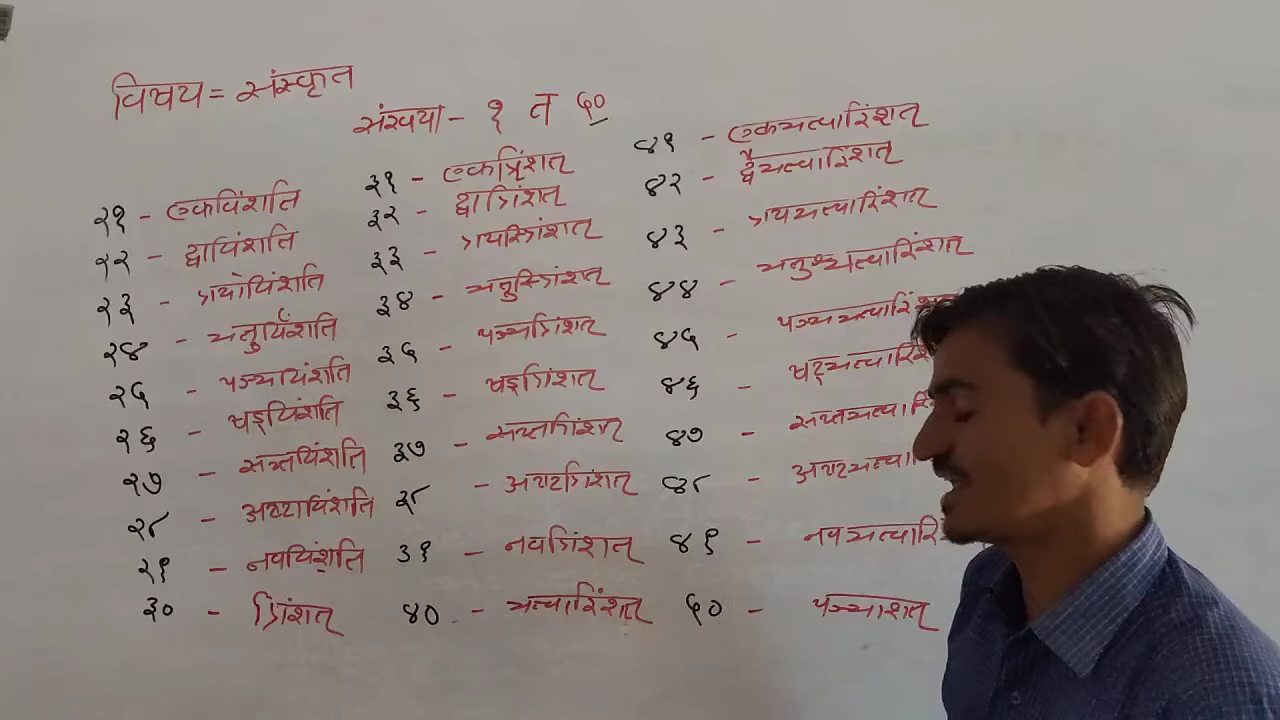 विषय = संस्कृत
संख्या - १ त ५०
२१ - एकविंशति
२२ - द्वाविंशति
२३ - त्रयोविंशति
२४ - चतुर्विंशति
२५ - पञ्चविंशति
२६ - षड्विंशति
२७ - सप्तविंशति
२८ - अष्टाविंशति
२९ - नवविंशति
३० - त्रिंशत्
३१ - एकत्रिंशत्
३२ - द्वात्रिंशत्
३३ - त्रयस्त्रिंशत्
३४ - चतुस्त्रिंशत्
३५ - पञ्चत्रिंशत्
३६ - षड्त्रिंशत्
३७ - सप्तत्रिंशत्
३८ - अष्टत्रिंशत्
३९ - नवत्रिंशत्
४० - चत्वारिंशत्
४१ - एकचत्वारिंशत्
४२ - द्वैचत्वारिंशत्
४३ - त्रयचत्वारिंशत्
४४ - चतुश्चत्वारिंशत्
४५ - पञ्चचत्वारिंशत्
४६ - षट्चत्वारिंश
४७ - सप्तचत्वारि
४८ - अष्टचत्वा
४९ - नवचत्वारि
५० - पञ्चाशत्